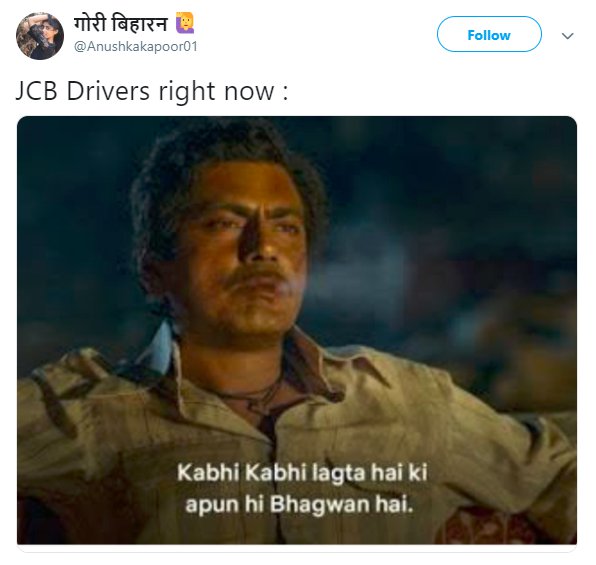 गोरी बिहारन 🙋
@Anushkakapoor01
Follow
JCB Drivers right now :
Kabhi Kabhi lagta hai ki
apun hi Bhagwan hai.